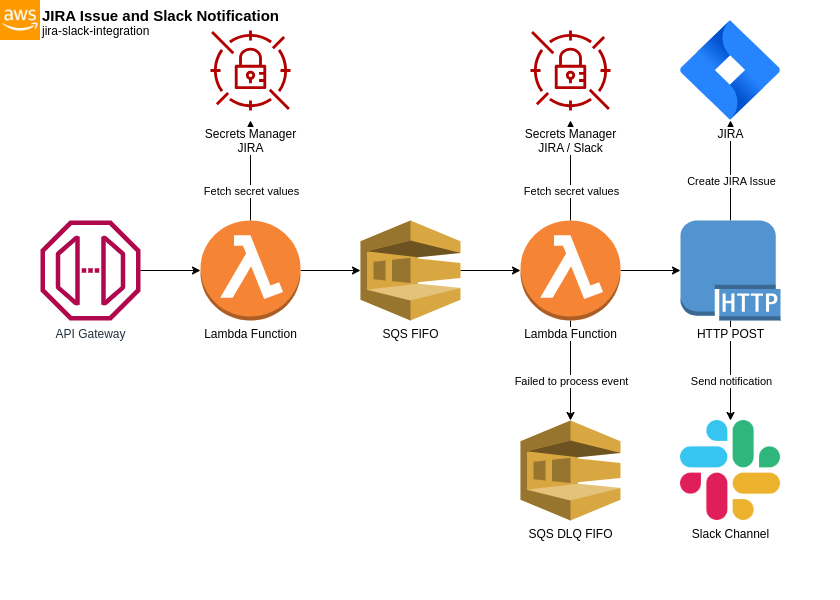 aws
JIRA Issue and Slack Notification
jira-slack-integration
Secrets Manager
JIRA
Secrets Manager
JIRA / Slack
JIRA
Fetch secret values
Fetch secret values
Create JIRA Issue
HTTP
API Gateway
Lambda Function
SQS FIFO
Lambda Function
HTTP POST
Failed to process event
Send notification
SQS DLQ FIFO
Slack Channel